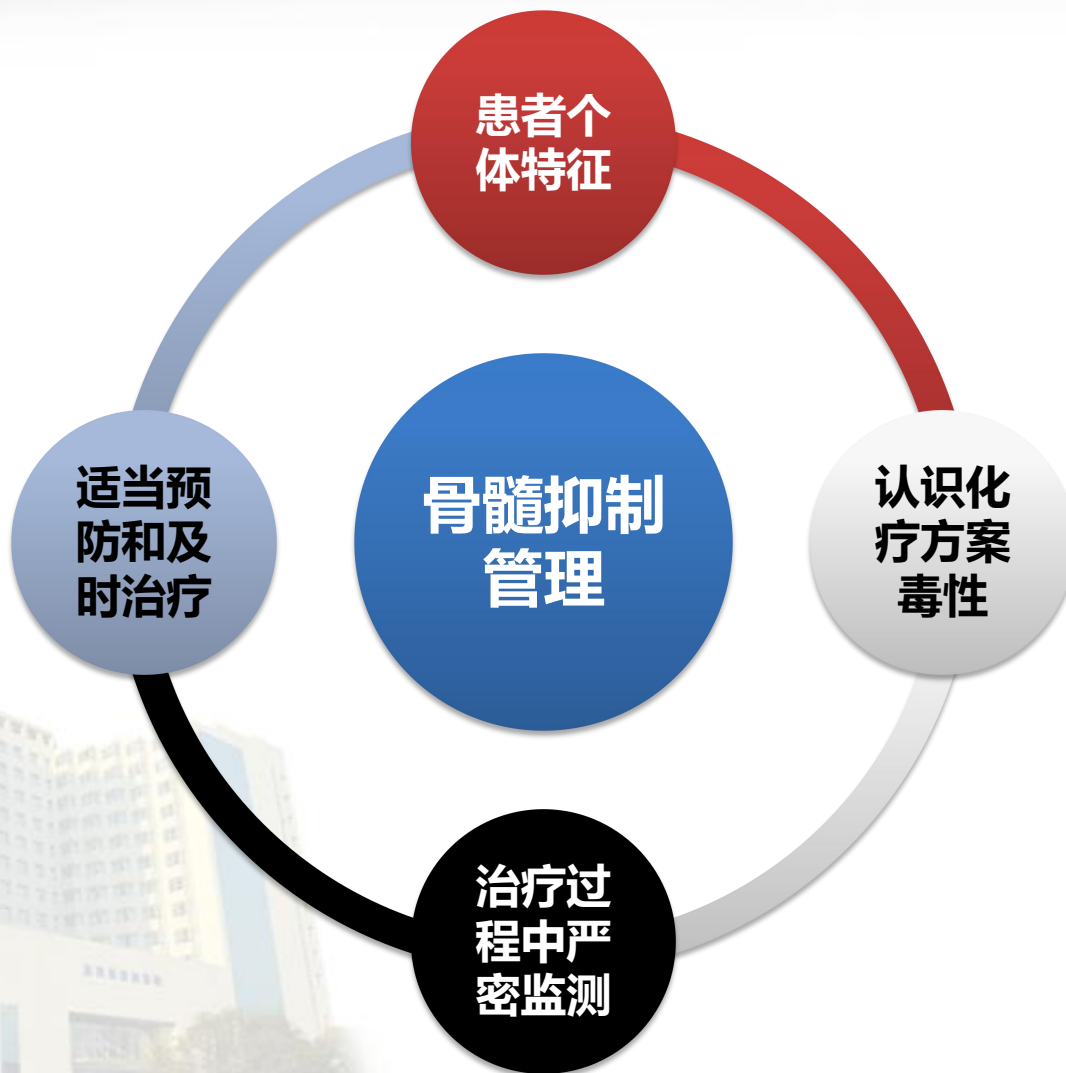 患者个
体特征
适当预
防和及
时治疗
骨髓抑制
管理
认识化
疗方案
毒性
治疗过
程中严
密监测